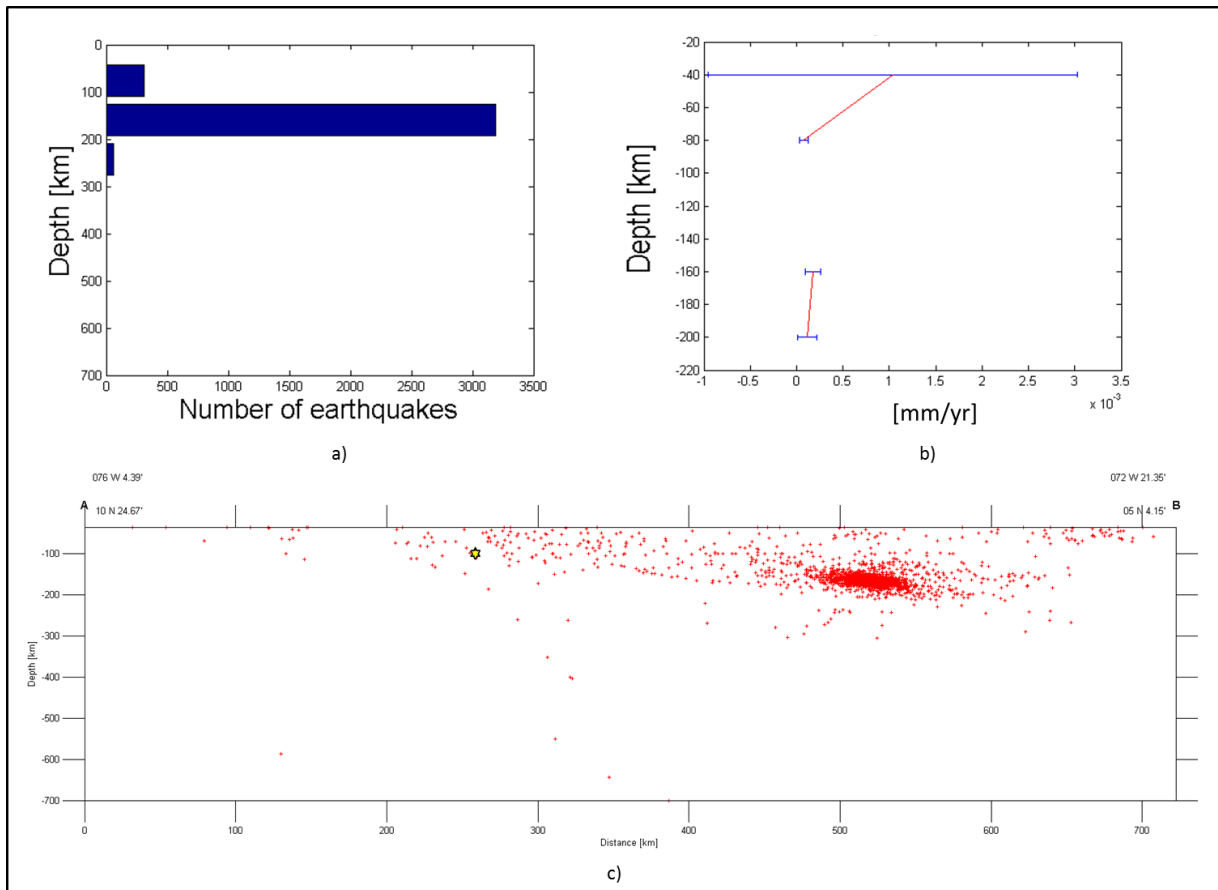 0
100
200
300
400
500
600
700
Depth [km]
0 500 1000 1500 2000 2500 3000 3500
Number of earthquakes
a)
-20
-40
-60
-80
-100
-120
-140
-160
-180
-200
-220
Depth [km]
-1 -0.5 0 0.5 1 1.5 2 2.5 3 3.5
x 10⁻³
[mm/yr]
b)
076 W 4.39' 072 W 21.35'
A B
10 N 24.67' 05 N 4.15'
-100
-200
-300
-400
-500
-600
-700
Depth [km]
0 100 200 300 400 500 600 700
Distance [km]
c)